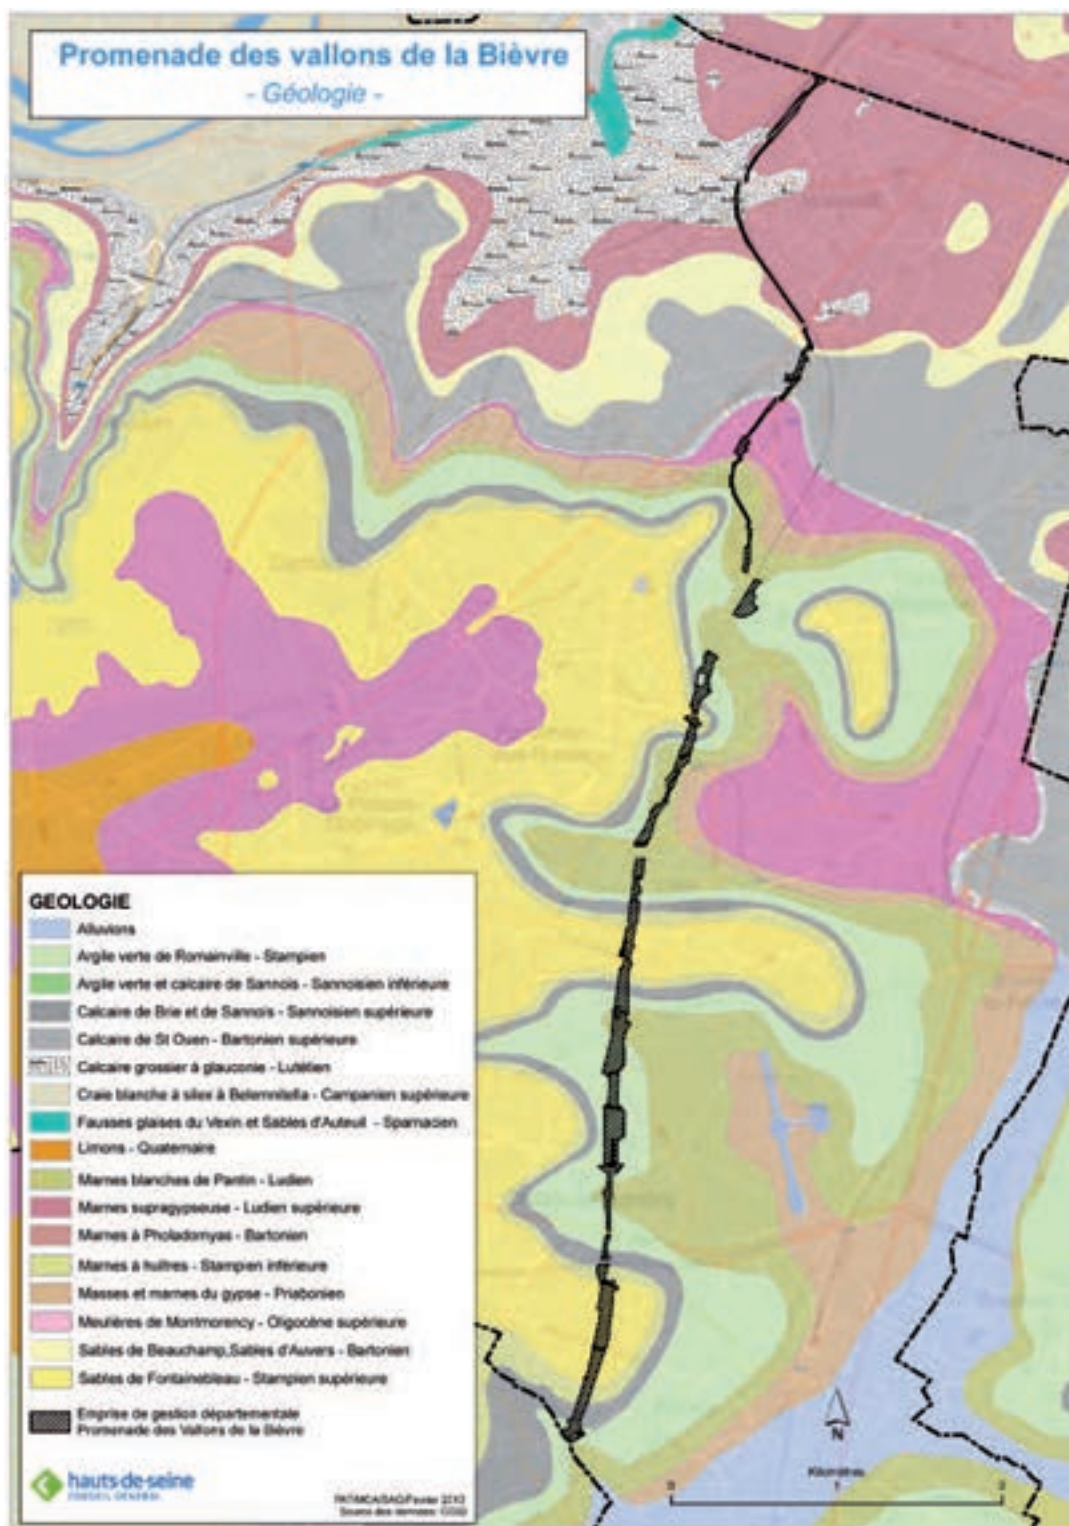 Promenade des vallons de la Bièvre
- Géologie -
GEOLOGIE
Alluvions
Argile verte de Romainville - Stampien
Argile verte et calcaire de Sannois - Sannoisien inférieure
Calcaire de Brie et de Sannois - Sannoisien supérieure
Calcaire de St Ouen - Bartonien supérieure
Calcaire grossier à glauconie - Lutétien
Craie blanche à silex à Belemnitella - Campanien supérieure
Fausses glaises du Vexin et Sables d'Auteuil - Sparnacien
Limons - Quaternaire
Marnes blanches de Pantin - Ludien
Marnes supragypseuse - Ludien supérieure
Marnes à Pholadomyas - Bartonien
Marnes à huîtres - Stampien inférieure
Masses et marnes du gypse - Priabonien
Meulières de Montmorency - Oligocène supérieure
Sables de Beauchamp,Sables d'Auvers - Bartonien
Sables de Fontainebleau - Stampien supérieure
Emprise de gestion départementale
Promenade des Vallons de la Bièvre
hauts-de-seine
CONSEIL GENERAL
Source des données:
N
Kilomètres
0 1 2